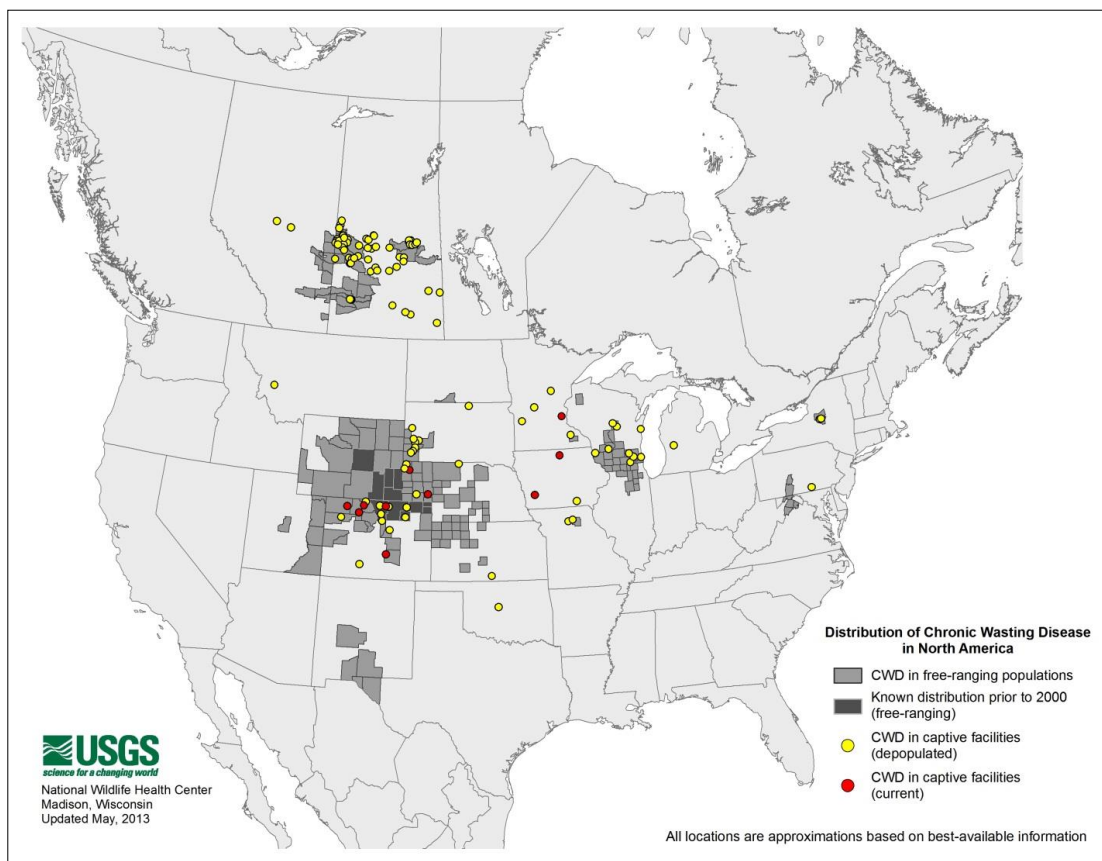 Distribution of Chronic Wasting Disease
in North America
CWD in free-ranging populations
Known distribution prior to 2000
(free-ranging)
CWD in captive facilities
(depopulated)
CWD in captive facilities
(current)
USGS
science for a changing world
National Wildlife Health Center
Madison, Wisconsin
Updated May, 2013
All locations are approximations based on best-available information